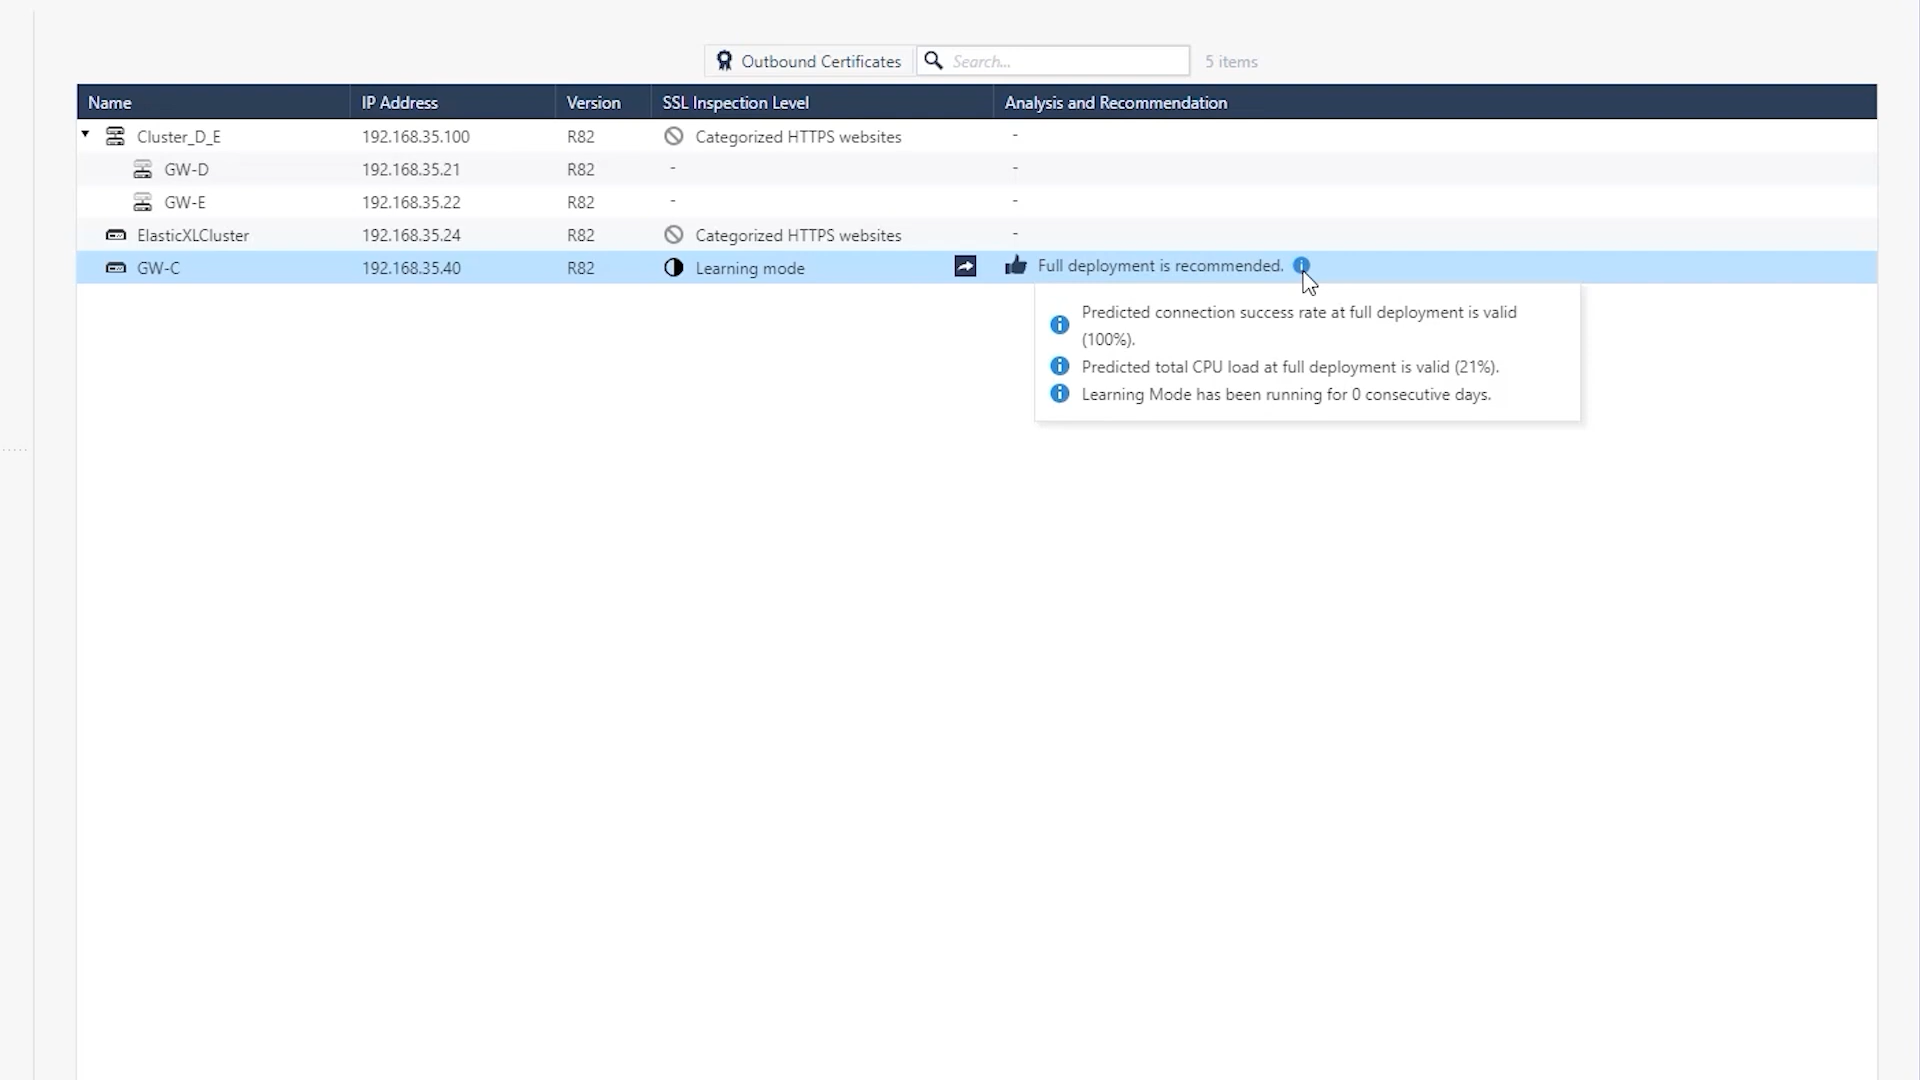 Outbound Certificates Search... 5 items
Name IP Address Version SSL Inspection Level Analysis and Recommendation
Cluster_D_E 192.168.35.100 R82 Categorized HTTPS websites -
GW-D 192.168.35.21 R82 - -
GW-E 192.168.35.22 R82 - -
ElasticXLCluster 192.168.35.24 R82 Categorized HTTPS websites -
GW-C 192.168.35.40 R82 Learning mode Full deployment is recommended.
Predicted connection success rate at full deployment is valid
(100%).
Predicted total CPU load at full deployment is valid (21%).
Learning Mode has been running for 0 consecutive days.